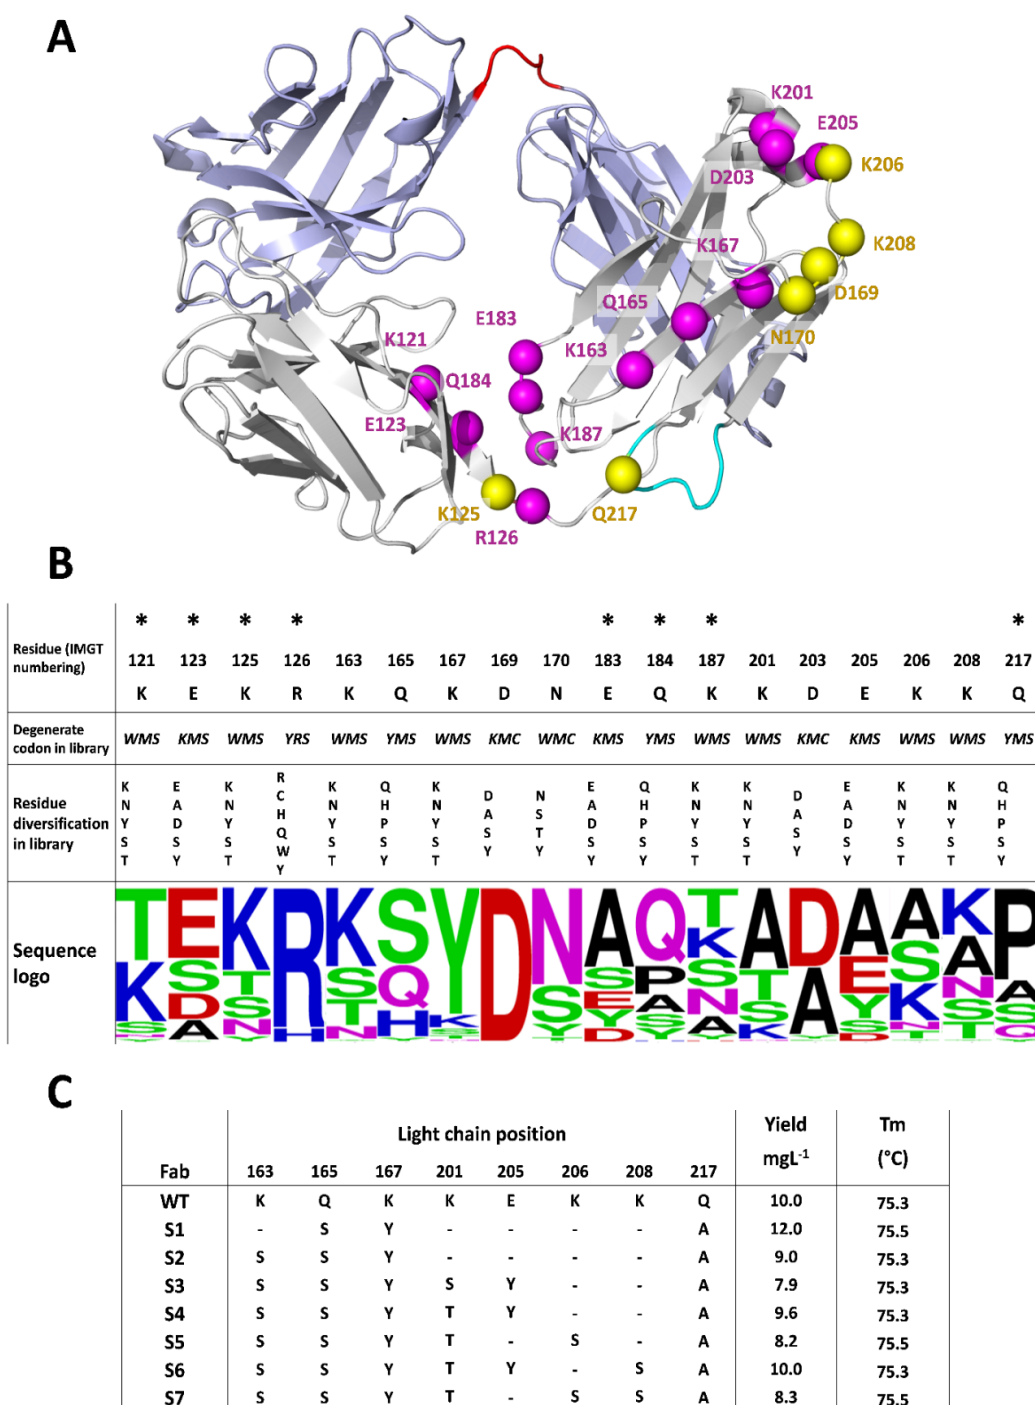 A
K201
E205
D203
K206
K167
K208
Q165
D169
E183
N170
K121
K163
Q184
E123
K187
K125
Q217
R126
B
* * * * * * * *
Residue (IMGT numbering) 121 123 125 126 163 165 167 169 170 183 184 187 201 203 205 206 208 217
K E K R K Q K D N E Q K K D E K K Q
Degenerate codon in library WMS KMS WMS YRS WMS YMS WMS KMC WMC KMS YMS WMS WMS KMC KMS WMS WMS YMS
Residue diversification in library
K N Y S T
E A D S Y
K N Y S T
R C H Q W Y
K N Y S T
Q H P S Y
K N Y S T
D A S Y
N S T Y
E A D S Y
Q H P S Y
K N Y S T
K N Y S T
D A S Y
E A D S Y
K N Y S T
K N Y S T
Q H P S Y
Sequence logo
T E K R K S Y D N A Q T A D A A K P
C
Light chain position
Yield mgL-1
Tm (°C)
Fab 163 165 167 201 205 206 208 217
WT K Q K K E K K Q 10.0 75.3
S1 - S Y - - - - A 12.0 75.5
S2 S S Y - - - - A 9.0 75.3
S3 S S Y S Y - - A 7.9 75.3
S4 S S Y T Y - - A 9.6 75.3
S5 S S Y T - S - A 8.2 75.5
S6 S S Y T Y - S A 10.0 75.3
S7 S S Y T - S S A 8.3 75.5